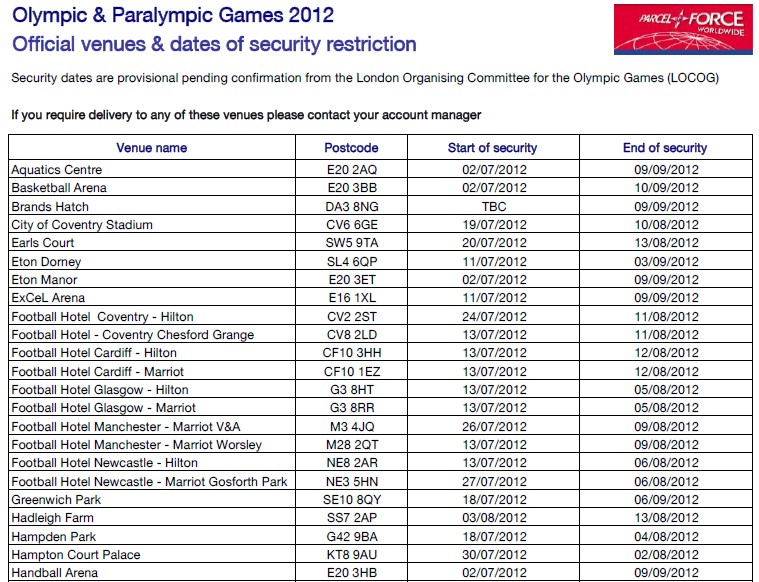 Olympic & Paralympic Games 2012
PARCEL FORCE
WORLDWIDE
Official venues & dates of security restriction
Security dates are provisional pending confirmation from the London Organising Committee for the Olympic Games (LOCOG)
If you require delivery to any of these venues please contact your account manager
Venue name Postcode Start of security End of security
Aquatics Centre E20 2AQ 02/07/2012 09/09/2012
Basketball Arena E20 3BB 02/07/2012 10/09/2012
Brands Hatch DA3 8NG TBC 09/09/2012
City of Coventry Stadium CV6 6GE 19/07/2012 10/08/2012
Earls Court SW5 9TA 20/07/2012 13/08/2012
Eton Dorney SL4 6QP 11/07/2012 03/09/2012
Eton Manor E20 3ET 02/07/2012 09/09/2012
ExCeL Arena E16 1XL 11/07/2012 09/09/2012
Football Hotel Coventry - Hilton CV2 2ST 24/07/2012 11/08/2012
Football Hotel - Coventry Chesford Grange CV8 2LD 13/07/2012 11/08/2012
Football Hotel Cardiff - Hilton CF10 3HH 13/07/2012 12/08/2012
Football Hotel Cardiff - Marriot CF10 1EZ 13/07/2012 12/08/2012
Football Hotel Glasgow - Hilton G3 8HT 13/07/2012 05/08/2012
Football Hotel Glasgow - Marriot G3 8RR 13/07/2012 05/08/2012
Football Hotel Manchester - Marriot V&A M3 4JQ 26/07/2012 09/08/2012
Football Hotel Manchester - Marriot Worsley M28 2QT 13/07/2012 09/08/2012
Football Hotel Newcastle - Hilton NE8 2AR 13/07/2012 06/08/2012
Football Hotel Newcastle - Marriot Gosforth Park NE3 5HN 27/07/2012 06/08/2012
Greenwich Park SE10 8QY 18/07/2012 06/09/2012
Hadleigh Farm SS7 2AP 03/08/2012 13/08/2012
Hampden Park G42 9BA 18/07/2012 04/08/2012
Hampton Court Palace KT8 9AU 30/07/2012 02/08/2012
Handball Arena E20 3HB 02/07/2012 09/09/2012